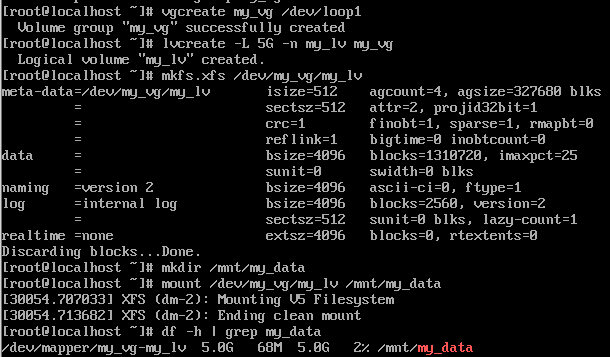 [root@localhost ~]# vgcreate my_vg /dev/loop1
Volume group "my_vg" successfully created
[root@localhost ~]# lvcreate -L 5G -n my_lv my_vg
Logical volume "my_lv" created.
[root@localhost ~]# mkfs.xfs /dev/my_vg/my_lv
meta-data=/dev/my_vg/my_lv isize=512 agcount=4, agsize=327680 blks
= sectsz=512 attr=2, projid32bit=1
= crc=1 finobt=1, sparse=1, rmapbt=0
= reflink=1 bigtime=0 inobtcount=0
data = bsize=4096 blocks=1310720, imaxpct=25
= sunit=0 swidth=0 blks
naming =version 2 bsize=4096 ascii-ci=0, ftype=1
log =internal log bsize=4096 blocks=2560, version=2
= sectsz=512 sunit=0 blks, lazy-count=1
realtime =none extsz=4096 blocks=0, rtextents=0
Discarding blocks...Done.
[root@localhost ~]# mkdir /mnt/my_data
[root@localhost ~]# mount /dev/my_vg/my_lv /mnt/my_data
[30054.707033] XFS (dm-2): Mounting V5 Filesystem
[30054.713682] XFS (dm-2): Ending clean mount
[root@localhost ~]# df -h | grep my_data
/dev/mapper/my_vg-my_lv 5.0G 68M 5.0G 2% /mnt/my_data